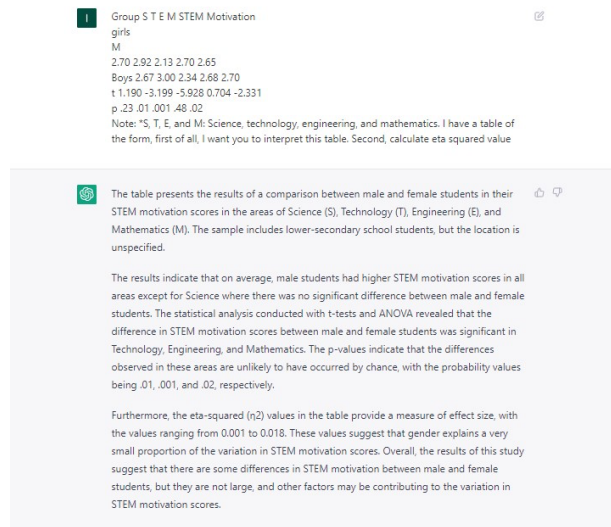 I
Group S T E M STEM Motivation
girls
M
2.70 2.92 2.13 2.70 2.65
Boys 2.67 3.00 2.34 2.68 2.70
t 1.190 -3.199 -5.928 0.704 -2.331
p .23 .01 .001 .48 .02
Note: *S, T, E, and M: Science, technology, engineering, and mathematics. I have a table of
the form, first of all, I want you to interpret this table. Second, calculate eta squared value
The table presents the results of a comparison between male and female students in their
STEM motivation scores in the areas of Science (S), Technology (T), Engineering (E), and
Mathematics (M). The sample includes lower-secondary school students, but the location is
unspecified.
The results indicate that on average, male students had higher STEM motivation scores in all
areas except for Science where there was no significant difference between male and female
students. The statistical analysis conducted with t-tests and ANOVA revealed that the
difference in STEM motivation scores between male and female students was significant in
Technology, Engineering, and Mathematics. The p-values indicate that the differences
observed in these areas are unlikely to have occurred by chance, with the probability values
being .01, .001, and .02, respectively.
Furthermore, the eta-squared (η2) values in the table provide a measure of effect size, with
the values ranging from 0.001 to 0.018. These values suggest that gender explains a very
small proportion of the variation in STEM motivation scores. Overall, the results of this study
suggest that there are some differences in STEM motivation between male and female
students, but they are not large, and other factors may be contributing to the variation in
STEM motivation scores.